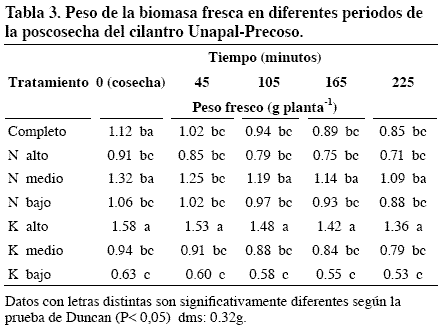 Tabla 3. Peso de la biomasa fresca en diferentes periodos de
la poscosecha del cilantro Unapal-Precoso.
Tiempo (minutos)
Tratamiento 0 (cosecha) 45 105 165 225
Peso fresco (g planta-1)
Completo 1.12 ba 1.02 bc 0.94 bc 0.89 bc 0.85 bc
N alto 0.91 bc 0.85 bc 0.79 bc 0.75 bc 0.71 bc
N medio 1.32 ba 1.25 bc 1.19 ba 1.14 ba 1.09 ba
N bajo 1.06 bc 1.02 bc 0.97 bc 0.93 bc 0.88 bc
K alto 1.58 a 1.53 a 1.48 a 1.42 a 1.36 a
K medio 0.94 bc 0.91 bc 0.88 bc 0.84 bc 0.79 bc
K bajo 0.63 c 0.60 c 0.58 c 0.55 c 0.53 c
Datos con letras distintas son significativamente diferentes según la
prueba de Duncan (P< 0,05) dms: 0.32g.